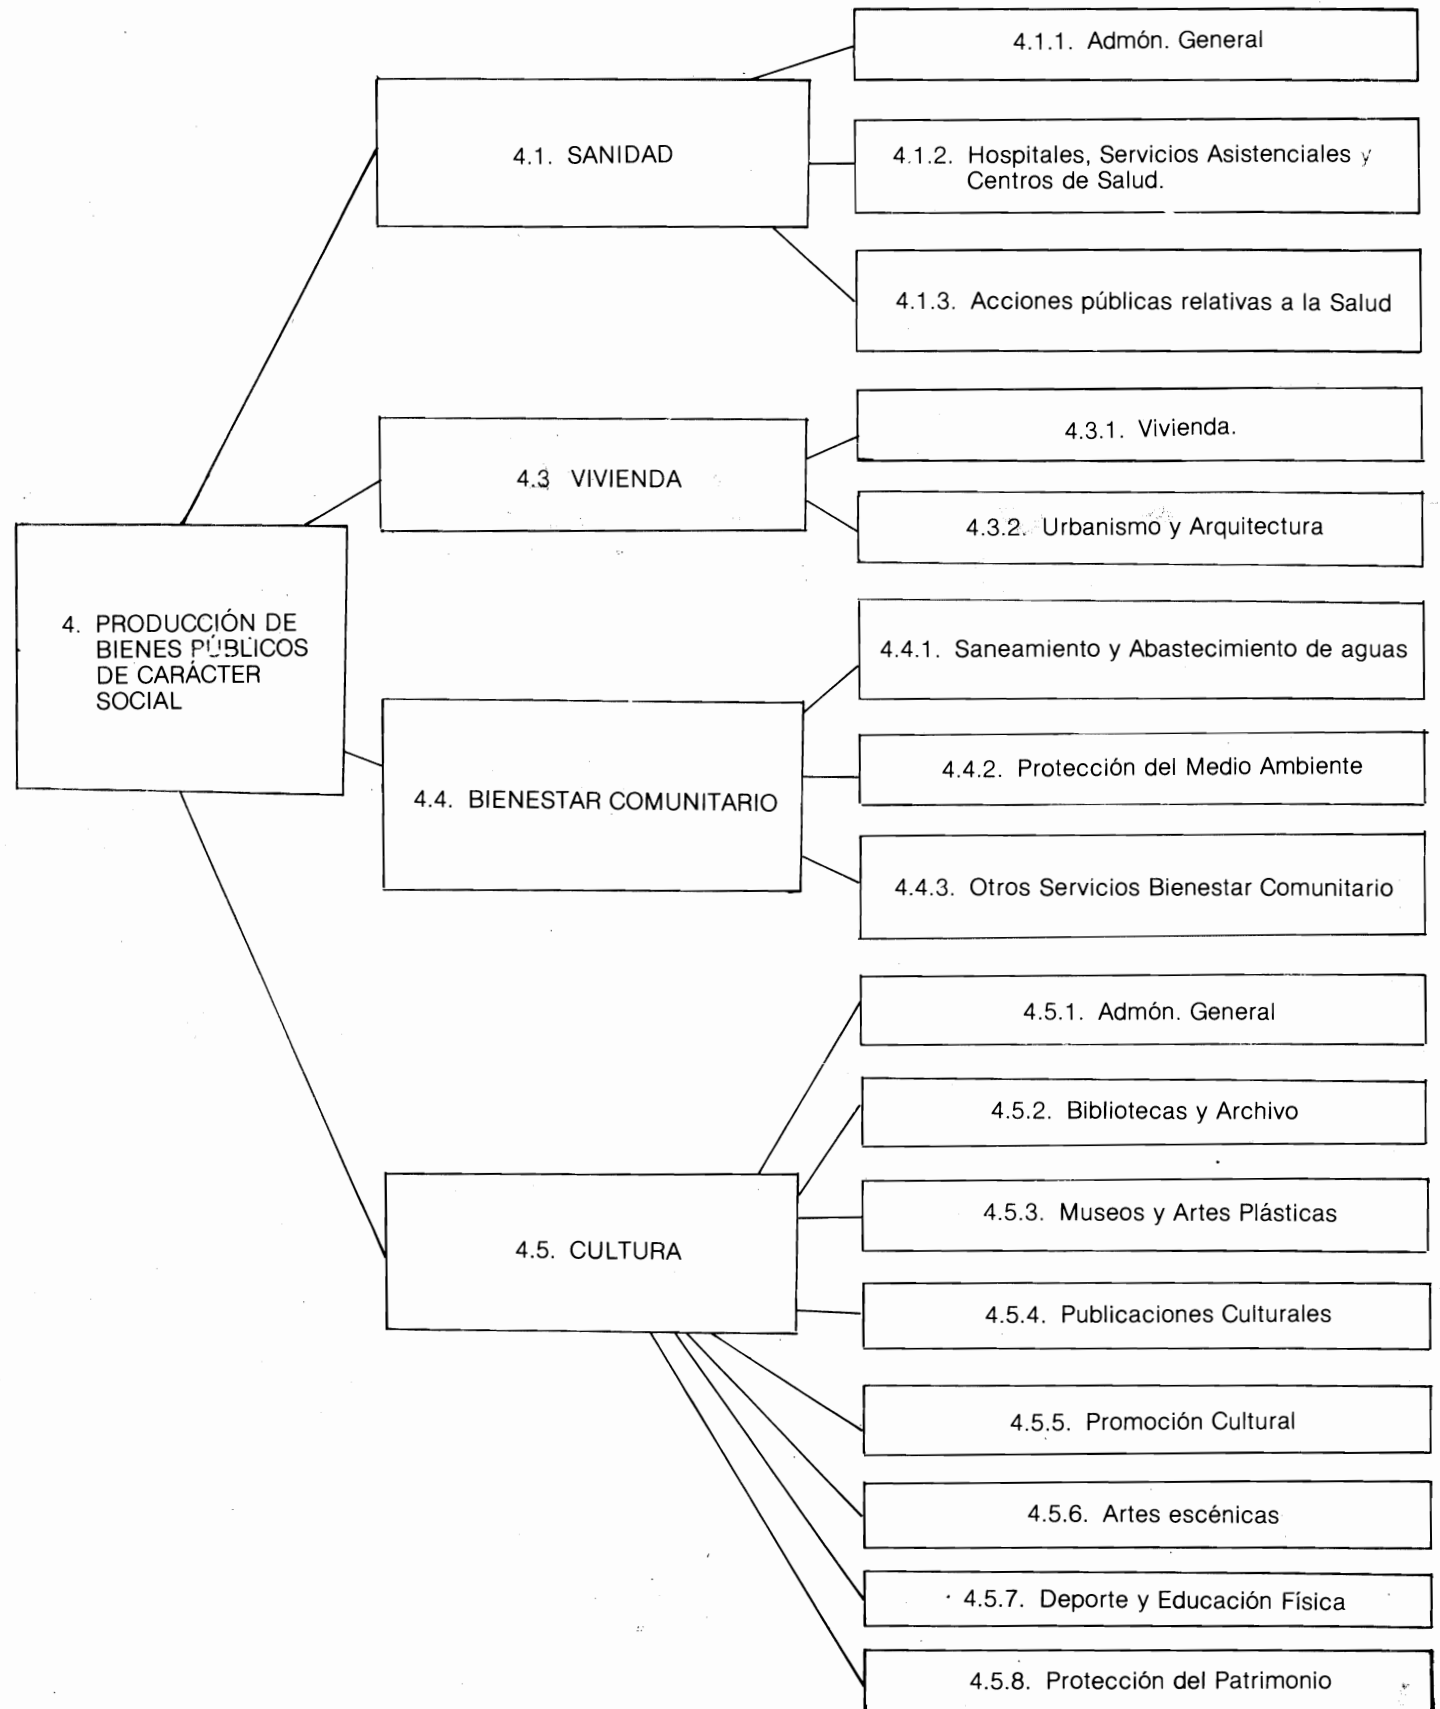 4. PRODUCCIÓN DE
BIENES PÚBLICOS
DE CARÁCTER
SOCIAL
4.1. SANIDAD
4.1.1. Admón. General
4.1.2. Hospitales, Servicios Asistenciales y
Centros de Salud.
4.1.3. Acciones públicas relativas a la Salud
4.3 VIVIENDA
4.3.1. Vivienda.
4.3.2. Urbanismo y Arquitectura
4.4. BIENESTAR COMUNITARIO
4.4.1. Saneamiento y Abastecimiento de aguas
4.4.2. Protección del Medio Ambiente
4.4.3. Otros Servicios Bienestar Comunitario
4.5. CULTURA
4.5.1. Admón. General
4.5.2. Bibliotecas y Archivo
4.5.3. Museos y Artes Plásticas
4.5.4. Publicaciones Culturales
4.5.5. Promoción Cultural
4.5.6. Artes escénicas
4.5.7. Deporte y Educación Física
4.5.8. Protección del Patrimonio